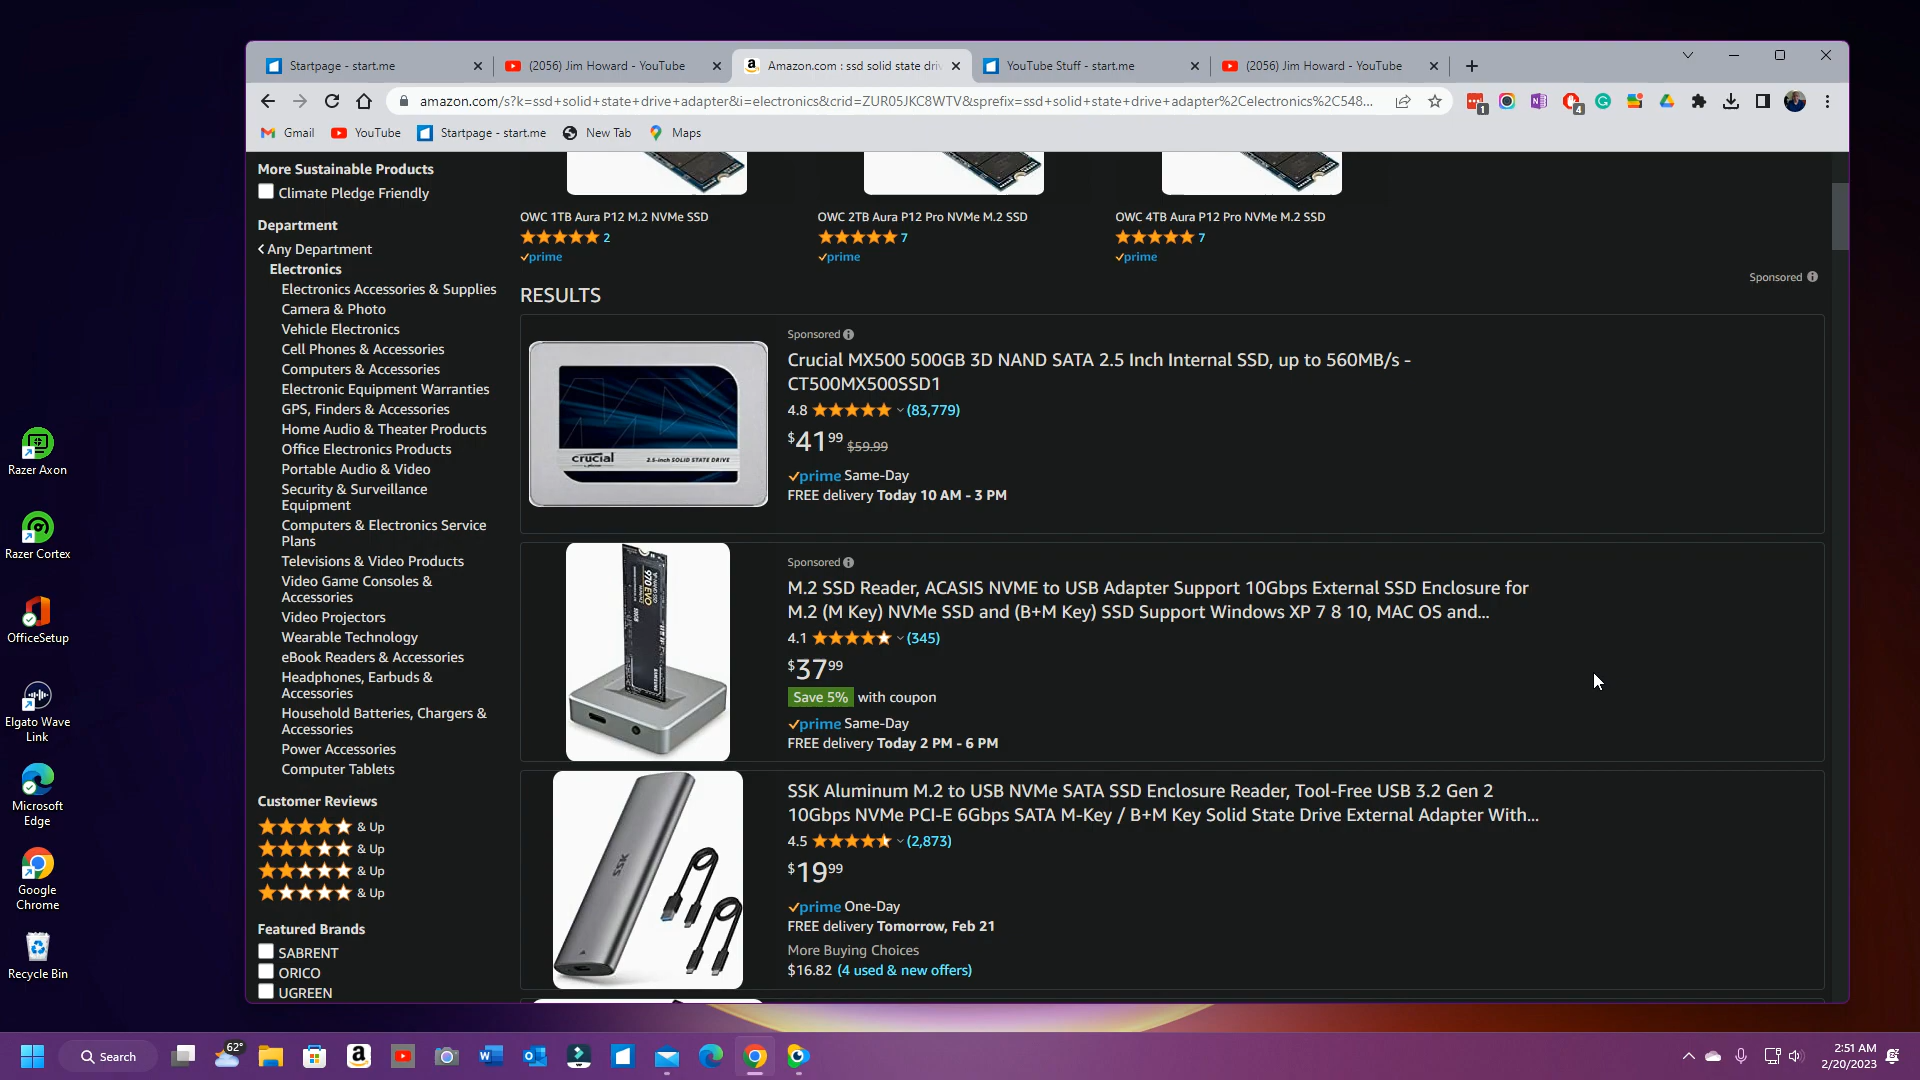 Startpage - start.me
(2056) Jim Howard - YouTube
Amazon.com : ssd solid state dri
YouTube Stuff - start.me
(2056) Jim Howard - YouTube
amazon.com/s?k=ssd+solid+state+drive+adapter&i=electronics&crid=ZUR05JKC8WTV&sprefix=ssd+solid+state+drive+adapter%2Celectronics%2C548...
1
4
Gmail
YouTube
Startpage - start.me
New Tab
Maps
More Sustainable Products
Climate Pledge Friendly
Department
Any Department
Electronics
Electronics Accessories & Supplies
Camera & Photo
Vehicle Electronics
Cell Phones & Accessories
Computers & Accessories
Electronic Equipment Warranties
GPS, Finders & Accessories
Home Audio & Theater Products
Office Electronics Products
Portable Audio & Video
Security & Surveillance
Equipment
Computers & Electronics Service
Plans
Televisions & Video Products
Video Game Consoles &
Accessories
Video Projectors
Wearable Technology
eBook Readers & Accessories
Headphones, Earbuds &
Accessories
Household Batteries, Chargers &
Accessories
Power Accessories
Computer Tablets
Customer Reviews
& Up
& Up
& Up
& Up
Featured Brands
SABRENT
ORICO
UGREEN
OWC 1TB Aura P12 M.2 NVMe SSD
2
prime
OWC 2TB Aura P12 Pro NVMe M.2 SSD
7
prime
OWC 4TB Aura P12 Pro NVMe M.2 SSD
7
prime
Sponsored
RESULTS
crucial
2.5-inch SOLID STATE DRIVE
Sponsored
Crucial MX500 500GB 3D NAND SATA 2.5 Inch Internal SSD, up to 560MB/s -
CT500MX500SSD1
4.8 (83,779)
$41.99 $59.99
prime Same-Day
FREE delivery Today 10 AM - 3 PM
970 EVO
SAMSUNG
Sponsored
M.2 SSD Reader, ACASIS NVME to USB Adapter Support 10Gbps External SSD Enclosure for
M.2 (M Key) NVMe SSD and (B+M Key) SSD Support Windows XP 7 8 10, MAC OS and...
4.1 (345)
$37.99
Save 5% with coupon
prime Same-Day
FREE delivery Today 2 PM - 6 PM
SSK
SSK Aluminum M.2 to USB NVMe SATA SSD Enclosure Reader, Tool-Free USB 3.2 Gen 2
10Gbps NVMe PCI-E 6Gbps SATA M-Key / B+M Key Solid State Drive External Adapter With...
4.5 (2,873)
$19.99
prime One-Day
FREE delivery Tomorrow, Feb 21
More Buying Choices
$16.82 (4 used & new offers)
Razer Axon
Razer Cortex
OfficeSetup
Elgato Wave
Link
Microsoft
Edge
Google
Chrome
Recycle Bin
Search
62°
2:51 AM
2/20/2023